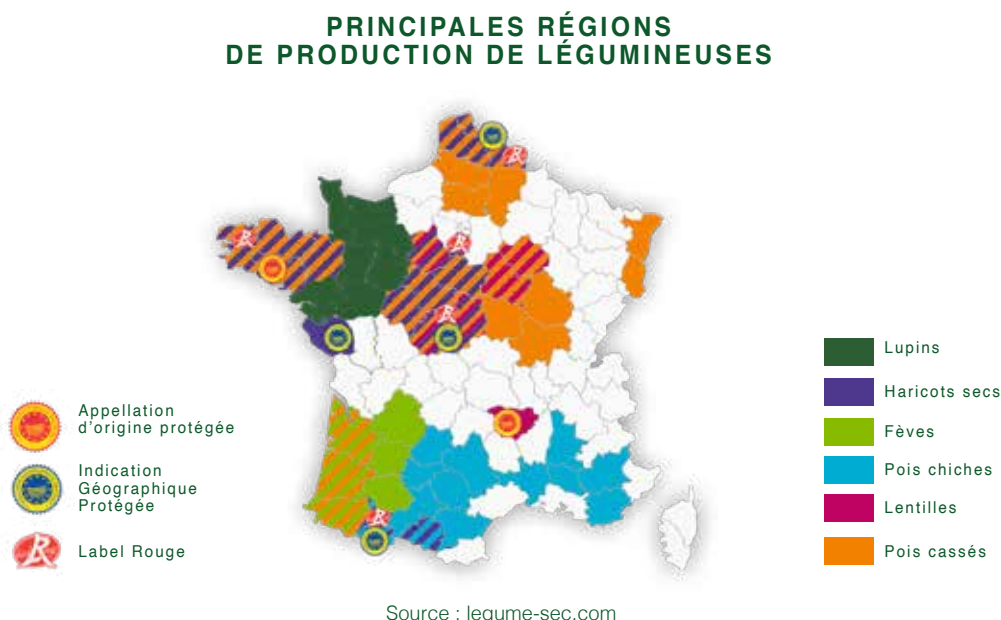 PRINCIPALES RÉGIONS
DE PRODUCTION DE LÉGUMINEUSES
Appellation
d'origine protégée
Indication
Géographique
Protégée
Label Rouge
Lupins
Haricots secs
Fèves
Pois chiches
Lentilles
Pois cassés
Source : legume-sec.com